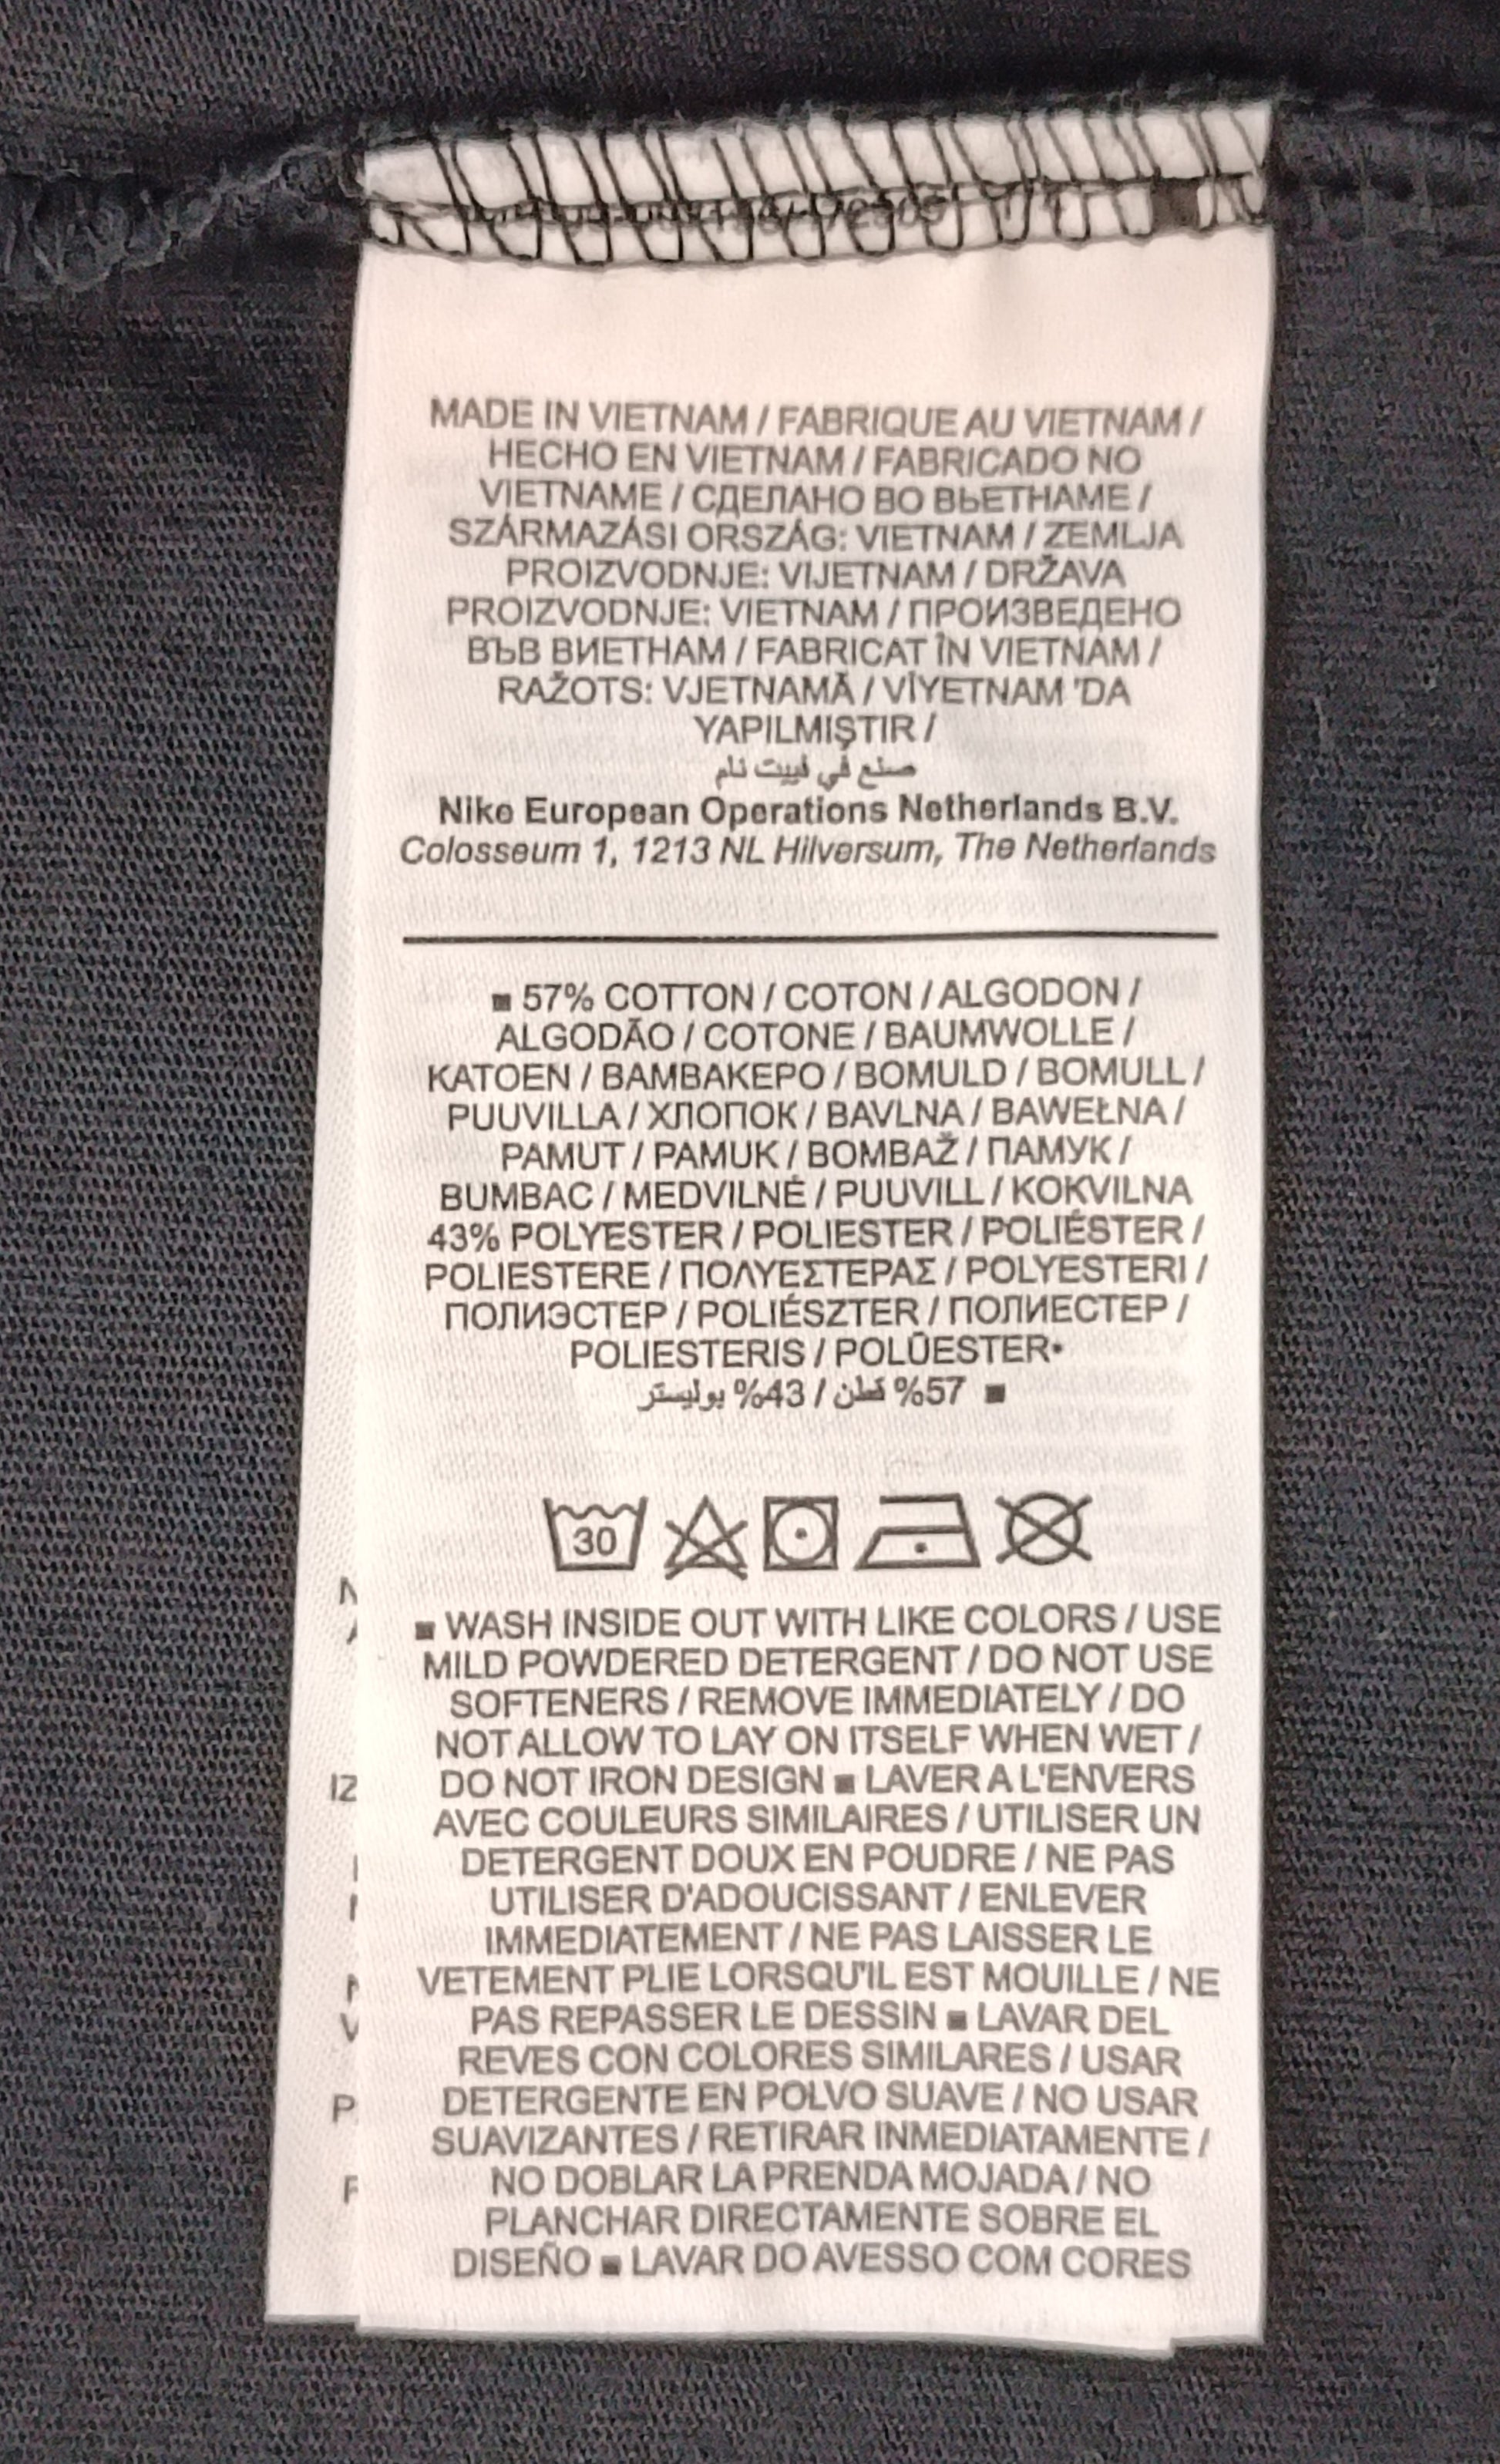 MADE IN VIETNAM / FABRIQUE AU VIETNAM /
HECHO EN VIETNAM / FABRICADO NO
VIETNAME / СДЕЛАНО ВО ВЬЕТНАМЕ /
SZÁRMAZÁSI ORSZÁG: VIETNAM / ZEMLJA
PROIZVODNJE: VIJETNAM / DRŽAVA
PROIZVODNJE: VIETNAM / ПРОИЗВЕДЕНО
ВЪВ ВИЕТНАМ / FABRICAT ÎN VIETNAM /
RAŽOTS: VJETNAMĀ / VİYETNAM 'DA
YAPILMIŞTIR /
صنع في فييت نام
Nike European Operations Netherlands B.V.
Colosseum 1, 1213 NL Hilversum, The Netherlands
■ 57% COTTON / COTON / ALGODON /
ALGODÃO / COTONE / BAUMWOLLE /
KATOEN / ΒΑΜΒΑΚΕΡΟ / BOMULD / BOMULL /
PUUVILLA / ХЛОПОК / BAVLNA / BAWEŁNA /
PAMUT / PAMUK / BOMBAŽ / ПАМУК /
BUMBAC / MEDVILNĖ / PUUVILL / KOKVILNA
43% POLYESTER / POLIESTER / POLIÉSTER /
POLIESTERE / ΠΟΛΥΕΣΤΕΡΑΣ / POLYESTERI /
ПОЛИЭСТЕР / POLIÉSZTER / ПОЛИЕСТЕР /
POLIESTERIS / POLÜESTER•
■ 57% قطن / 43% بوليستر
30
■ WASH INSIDE OUT WITH LIKE COLORS / USE
MILD POWDERED DETERGENT / DO NOT USE
SOFTENERS / REMOVE IMMEDIATELY / DO
NOT ALLOW TO LAY ON ITSELF WHEN WET /
DO NOT IRON DESIGN ■ LAVER A L'ENVERS
AVEC COULEURS SIMILAIRES / UTILISER UN
DETERGENT DOUX EN POUDRE / NE PAS
UTILISER D'ADOUCISSANT / ENLEVER
IMMEDIATEMENT / NE PAS LAISSER LE
VETEMENT PLIE LORSQU'IL EST MOUILLE / NE
PAS REPASSER LE DESSIN ■ LAVAR DEL
REVES CON COLORES SIMILARES / USAR
DETERGENTE EN POLVO SUAVE / NO USAR
SUAVIZANTES / RETIRAR INMEDIATAMENTE /
NO DOBLAR LA PRENDA MOJADA / NO
PLANCHAR DIRECTAMENTE SOBRE EL
DISEÑO ■ LAVAR DO AVESSO COM CORES